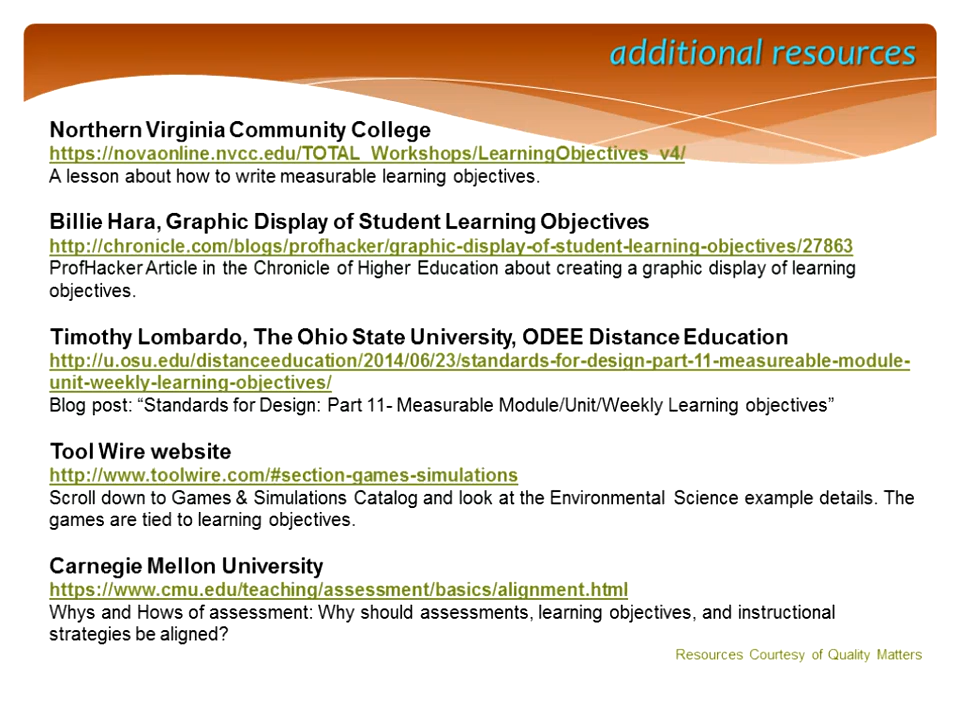 additional resources
Northern Virginia Community College
https://novaonline.nvcc.edu/TOTAL_Workshops/LearningObjectives_v4/
A lesson about how to write measurable learning objectives.
Billie Hara, Graphic Display of Student Learning Objectives
http://chronicle.com/blogs/profhacker/graphic-display-of-student-learning-objectives/27863
ProfHacker Article in the Chronicle of Higher Education about creating a graphic display of learning
objectives.
Timothy Lombardo, The Ohio State University, ODEE Distance Education
http://u.osu.edu/distanceeducation/2014/06/23/standards-for-design-part-11-measureable-module-
unit-weekly-learning-objectives/
Blog post: “Standards for Design: Part 11- Measurable Module/Unit/Weekly Learning objectives”
Tool Wire website
http://www.toolwire.com/#section-games-simulations
Scroll down to Games & Simulations Catalog and look at the Environmental Science example details. The
games are tied to learning objectives.
Carnegie Mellon University
https://www.cmu.edu/teaching/assessment/basics/alignment.html
Whys and Hows of assessment: Why should assessments, learning objectives, and instructional
strategies be aligned?
Resources Courtesy of Quality Matters